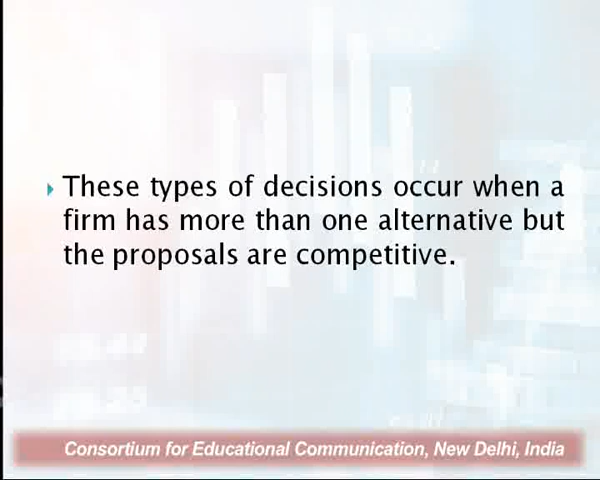 These types of decisions occur when a
firm has more than one alternative but
the proposals are competitive.
Consortium for Educational Communication, New Delhi, India